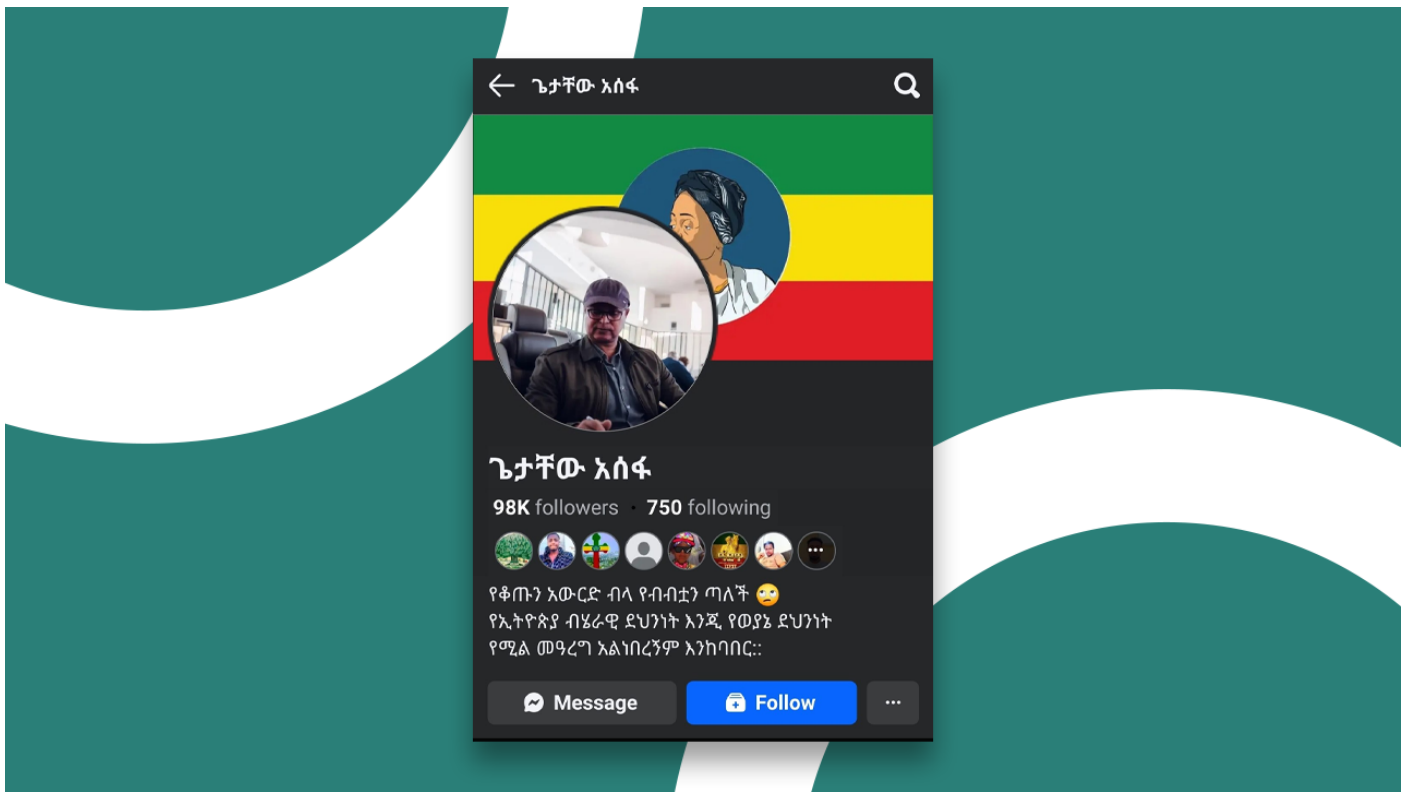 ጌታቸው አሰፋ
ጌታቸው አሰፋ
98K followers · 750 following
የቆጡን አውርድ ብላ የብብቷን ጣለች 🙄
የኢትዮጵያ ብሄራዊ ደህንነት እንጂ የወያኔ ደህንነት
የሚል መዓረግ አልነበረኝም እንከባበር::
Message
Follow